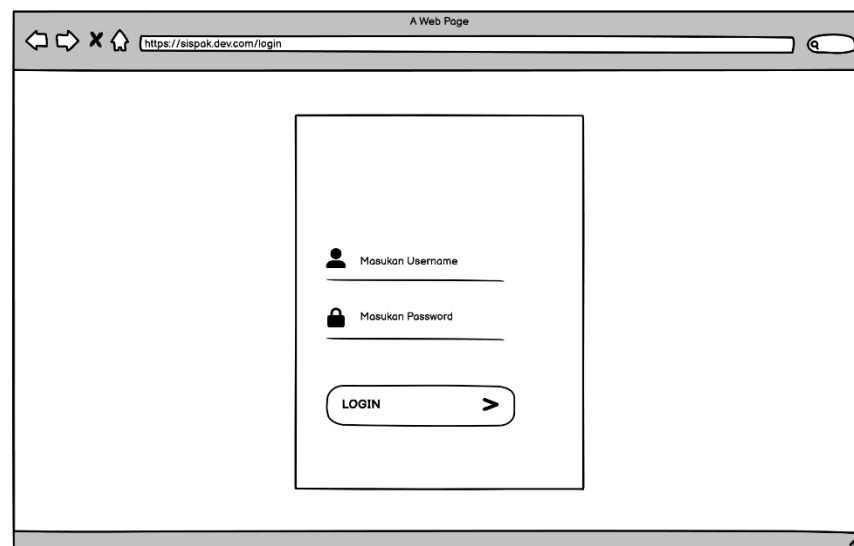 A Web Page
https://sispak.dev.com/login
Masukan Username
Masukan Password
LOGIN >